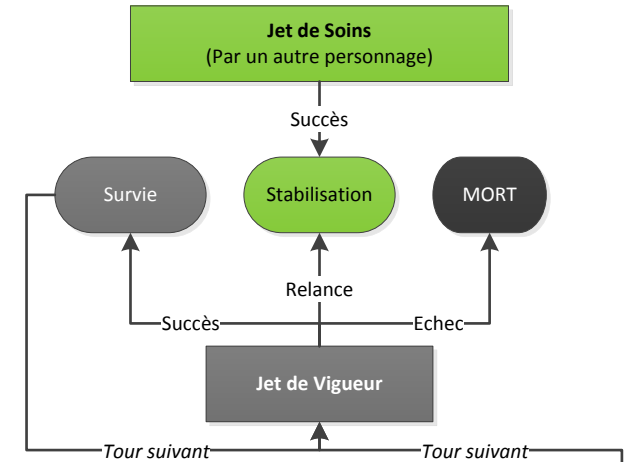 Jet de Soins
(Par un autre personnage)
Succès
Survie
Stabilisation
MORT
Relance
Succès
Echec
Jet de Vigueur
Tour suivant
Tour suivant